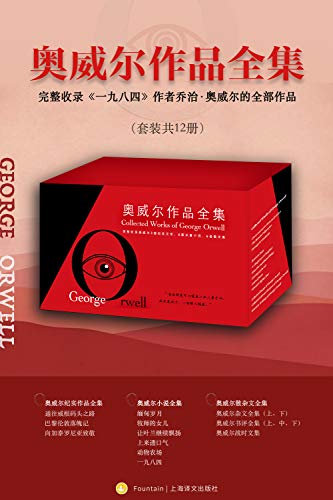 奥威尔作品全集
完整收录《一九八四》作者乔治·奥威尔的全部作品
(套装共12册)
GEORGE ORWELL
奥威尔作品全集
Collected Works of George Orwell
George Orwell
奥威尔纪实作品全集
通往威根码头之路
巴黎伦敦落魄记
向加泰罗尼亚致敬
奥威尔小说全集
缅甸岁月
牧师的女儿
让叶兰继续飘扬
上来透口气
动物农场
一九八四
奥威尔散杂文全集
奥威尔杂文全集(上、下)
奥威尔书评全集(上、中、下)
奥威尔战时文集
Fountain | 上海译文出版社